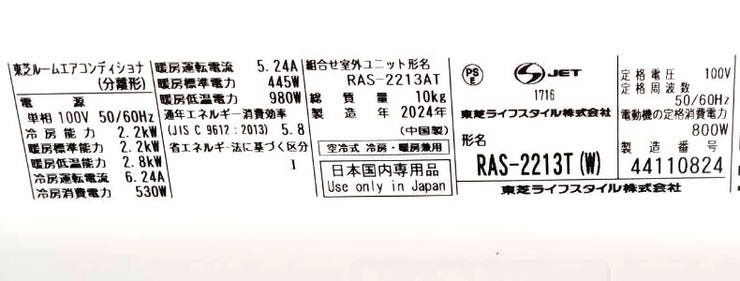 東芝ルームエアコンディショナ
(分離形)
電源
単相 100V 50/60Hz
冷房能力 2.2kW
暖房標準能力 2.2kW
暖房低温能力 2.8kW
冷房運転電流 6.24A
冷房消費電力 530W
暖房運転電流 5.24A
暖房標準電力 445W
暖房低温電力 980W
通年エネルギー消費効率
(JIS C 9612:2013) 5.8
省エネルギー法に基づく区分
I
組合せ室外ユニット形名
RAS-2213AT
総質量 10kg
製造年 2024年
(中国製)
空冷式 冷房・暖房兼用
日本国内専用品
Use only in Japan
PS
E
JET
1716
東芝ライフスタイル株式会社
形名
RAS-2213T(W)
定格電圧 100V
定格周波数
50/60Hz
電動機の定格消費電力
800W
製造番号
44110824
東芝ライフスタイル株式会社